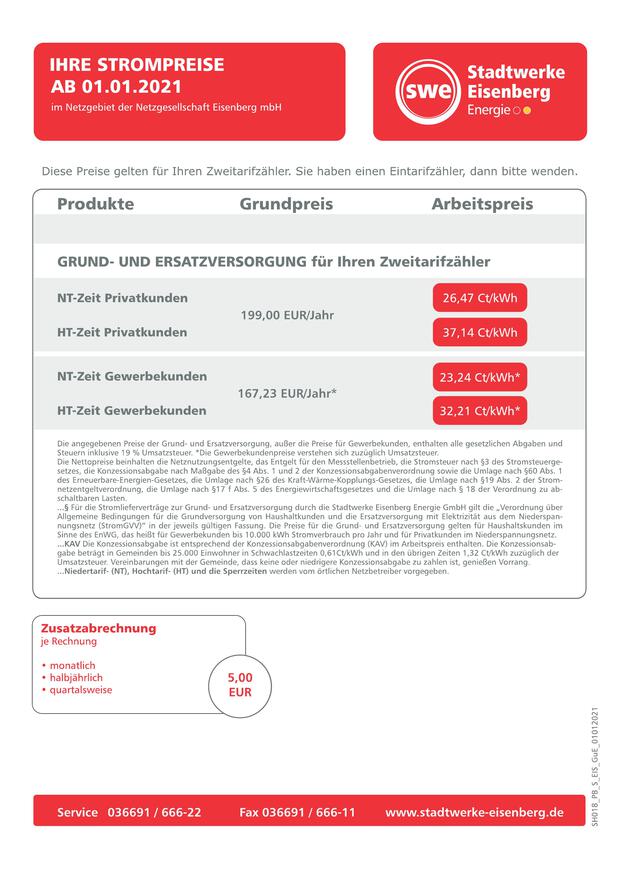 IHRE STROMPREISE
AB 01.01.2021
im Netzgebiet der Netzgesellschaft Eisenberg mbH
swe
Stadtwerke
Eisenberg
Energie
Diese Preise gelten für Ihren Zweitarifzähler. Sie haben einen Eintarifzähler, dann bitte wenden.
Produkte Grundpreis Arbeitspreis
GRUND- UND ERSATZVERSORGUNG für Ihren Zweitarifzähler
NT-Zeit Privatkunden 26,47 Ct/kWh
199,00 EUR/Jahr
HT-Zeit Privatkunden 37,14 Ct/kWh
NT-Zeit Gewerbekunden 23,24 Ct/kWh*
167,23 EUR/Jahr*
HT-Zeit Gewerbekunden 32,21 Ct/kWh*
Die angegebenen Preise der Grund- und Ersatzversorgung, außer die Preise für Gewerbekunden, enthalten alle gesetzlichen Abgaben und
Steuern inklusive 19 % Umsatzsteuer. *Die Gewerbekundenpreise verstehen sich zuzüglich Umsatzsteuer.
Die Nettopreise beinhalten die Netznutzungsentgelte, das Entgelt für den Messstellenbetrieb, die Stromsteuer nach §3 des Stromsteuerge-
setzes, die Konzessionsabgabe nach Maßgabe des §4 Abs. 1 und 2 der Konzessionsabgabenverordnung sowie die Umlage nach §60 Abs. 1
des Erneuerbare-Energien-Gesetzes, die Umlage nach §26 des Kraft-Wärme-Kopplungs-Gesetzes, die Umlage nach §19 Abs. 2 der Strom-
netzentgeltverordnung, die Umlage nach §17 f Abs. 5 des Energiewirtschaftsgesetzes und die Umlage nach § 18 der Verordnung zu ab-
schaltbaren Lasten.
...§ Für die Stromlieferverträge zur Grund- und Ersatzversorgung durch die Stadtwerke Eisenberg Energie GmbH gilt die „Verordnung über
Allgemeine Bedingungen für die Grundversorgung von Haushaltkunden und die Ersatzversorgung mit Elektrizität aus dem Niederspan-
nungsnetz (StromGVV)" in der jeweils gültigen Fassung. Die Preise für die Grund- und Ersatzversorgung gelten für Haushaltskunden im
Sinne des EnWG, das heißt für Gewerbekunden bis 10.000 kWh Stromverbrauch pro Jahr und für Privatkunden im Niederspannungsnetz.
...KAV Die Konzessionsabgabe ist entsprechend der Konzessionsabgabenverordnung (KAV) im Arbeitspreis enthalten. Die Konzessionsab-
gabe beträgt in Gemeinden bis 25.000 Einwohner in Schwachlastzeiten 0,61Ct/kWh und in den übrigen Zeiten 1,32 Ct/kWh zuzüglich der
Umsatzsteuer. Vereinbarungen mit der Gemeinde, dass keine oder niedrigere Konzessionsabgabe zu zahlen ist, genießen Vorrang.
...Niedertarif- (NT), Hochtarif- (HT) und die Sperrzeiten werden vom örtlichen Netzbetreiber vorgegeben.
Zusatzabrechnung
je Rechnung
• monatlich
• halbjährlich
• quartalsweise
5,00
EUR
SH018_PB_S_EIS_GuE_01012021
Service 036691 / 666-22 Fax 036691 / 666-11 www.stadtwerke-eisenberg.de